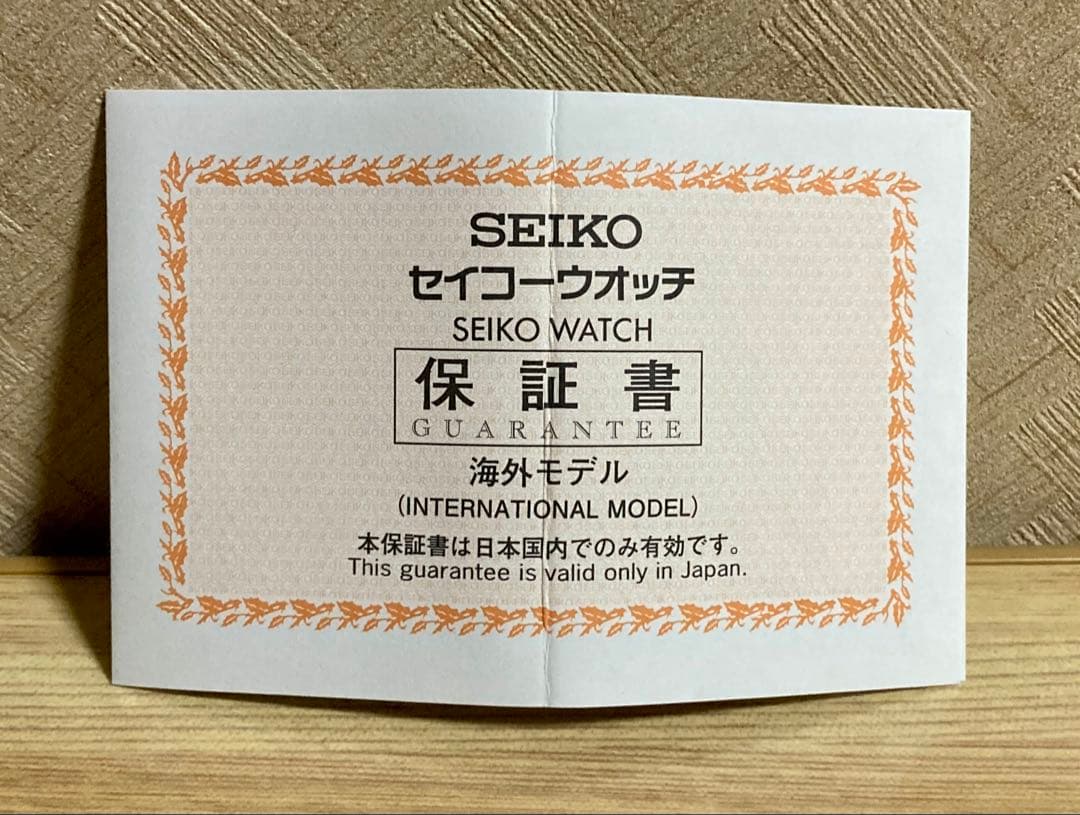 SEIKO
セイコーウオッチ
SEIKO WATCH
保証書
GUARANTEE
海外モデル
(INTERNATIONAL MODEL)
本保証書は日本国内でのみ有効です。
This guarantee is valid only in Japan.